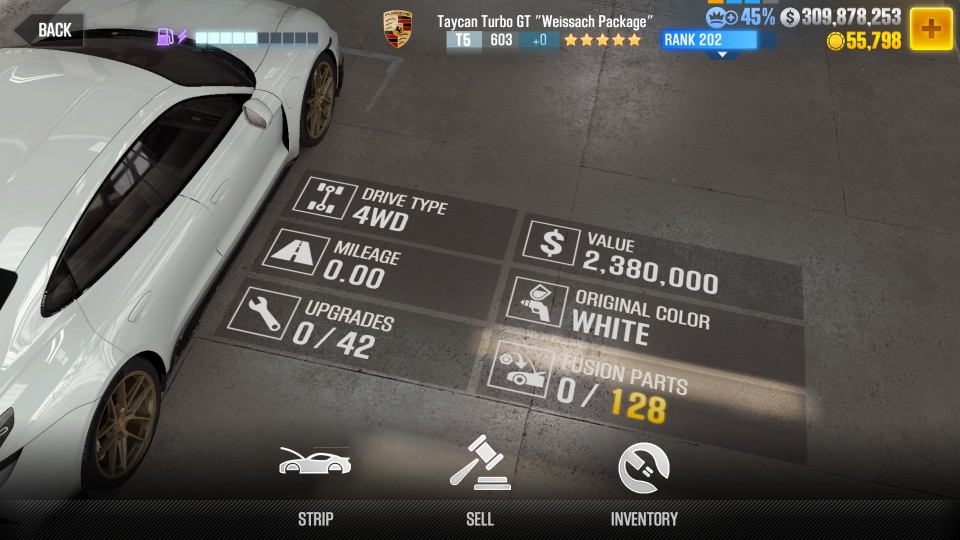 BACK
Taycan Turbo GT "Weissach Package"
T5 603 +0
RANK 202
45% $ 309,878,253
55,798
DRIVE TYPE
4WD
MILEAGE
0.00
UPGRADES
0 / 42
$ VALUE
2,380,000
ORIGINAL COLOR
WHITE
FUSION PARTS
0 / 128
STRIP
SELL
INVENTORY